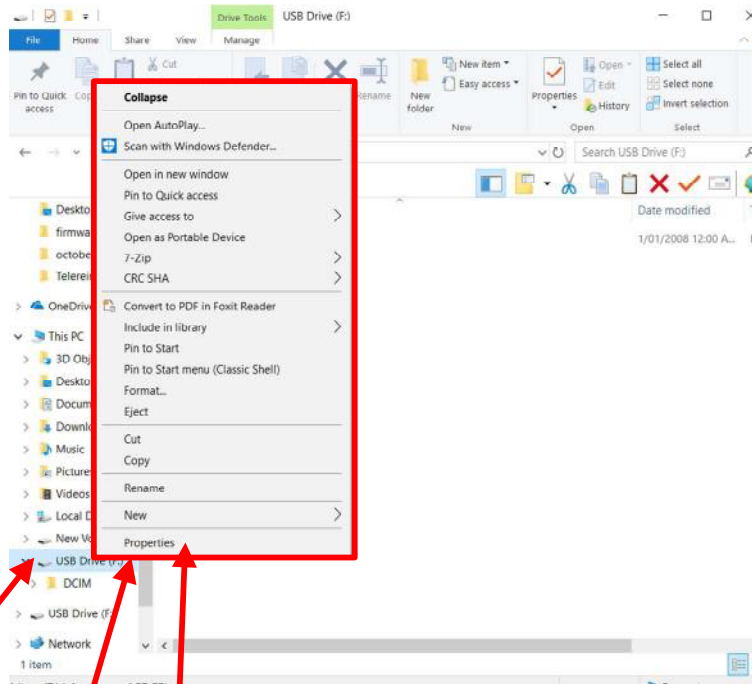 Drive Tools USB Drive (F:)
File Home Share View Manage
Cut
New item
Open
Select all
Easy access
Edit
Select none
Pin to Quick access
Rename
New folder
Properties
History
Invert selection
New
Open
Select
Search USB Drive (F:)
Date modified
1/01/2008 12:00 A...
Collapse
Open AutoPlay...
Scan with Windows Defender...
Open in new window
Pin to Quick access
Give access to
Open as Portable Device
7-Zip
CRC SHA
Convert to PDF in Foxit Reader
Include in library
Pin to Start
Pin to Start menu (Classic Shell)
Format...
Eject
Cut
Copy
Rename
New
Properties
Deskto
firmwa
octobe
Telerei
OneDrive
This PC
3D Obj
Deskto
Docum
Downlo
Music
Pictures
Videos
Local D
New Vo
USB Drive (F:)
DCIM
USB Drive (F:
Network
1 item